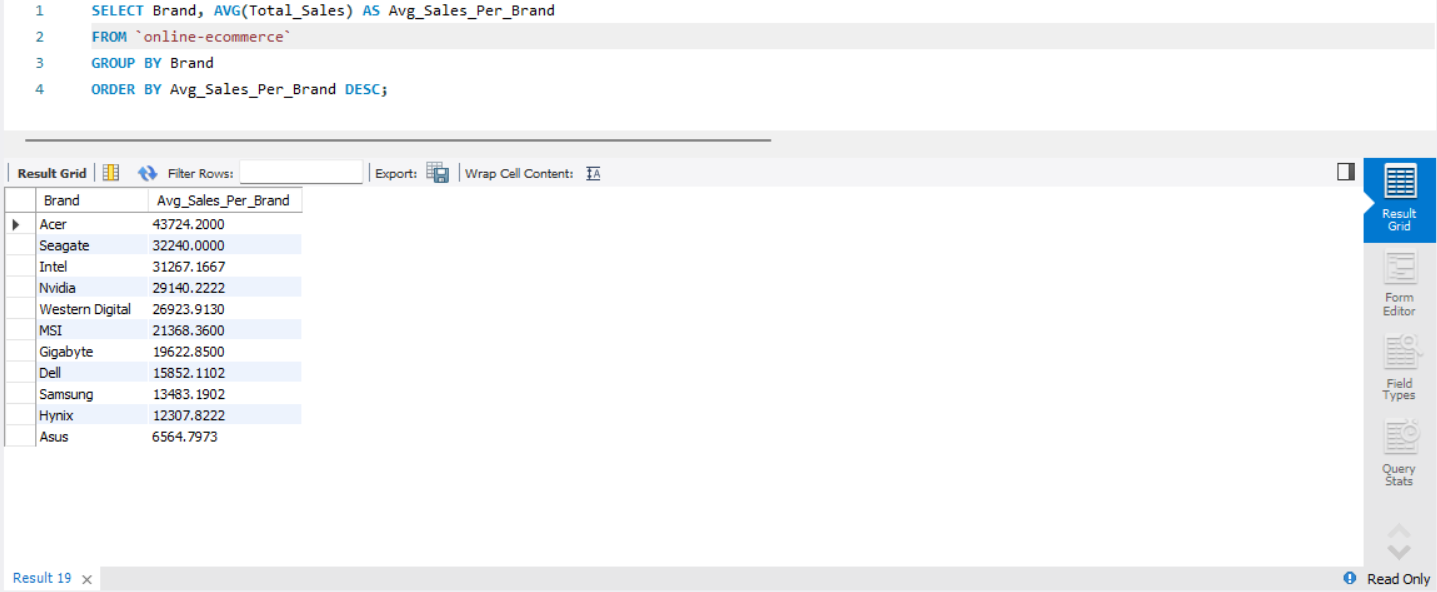 1 SELECT Brand, AVG(Total_Sales) AS Avg_Sales_Per_Brand
2 FROM `online-ecommerce`
3 GROUP BY Brand
4 ORDER BY Avg_Sales_Per_Brand DESC;
Result Grid Filter Rows: Export: Wrap Cell Content: IA
Brand Avg_Sales_Per_Brand
Acer 43724.2000
Seagate 32240.0000
Intel 31267.1667
Nvidia 29140.2222
Western Digital 26923.9130
MSI 21368.3600
Gigabyte 19622.8500
Dell 15852.1102
Samsung 13483.1902
Hynix 12307.8222
Asus 6564.7973
Result
Grid
Form
Editor
Field
Types
Query
Stats
Result 19 Read Only